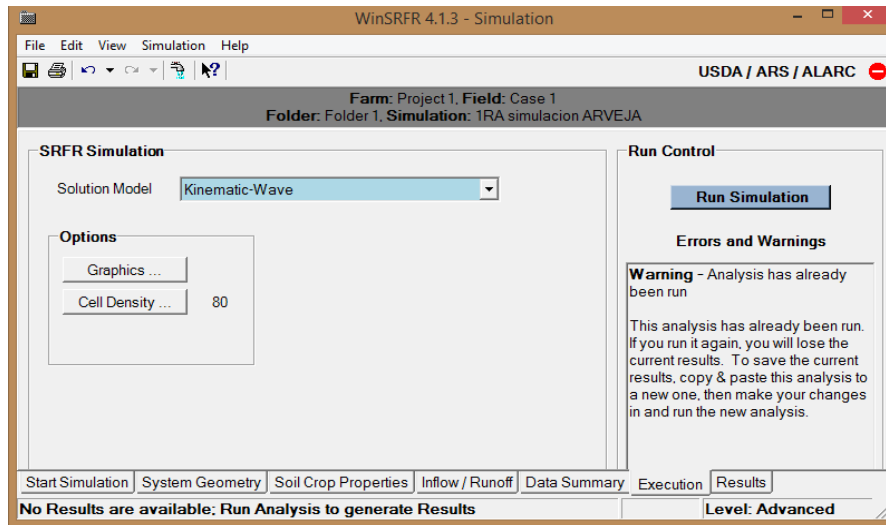 WinSRFR 4.1.3 - Simulation
File Edit View Simulation Help
USDA / ARS / ALARC
Farm: Project 1, Field: Case 1
Folder: Folder 1, Simulation: 1RA simulacion ARVEJA
SRFR Simulation
Solution Model Kinematic-Wave
Options
Graphics ...
Cell Density ... 80
Run Control
Run Simulation
Errors and Warnings
Warning - Analysis has already
been run
This analysis has already been run.
If you run it again, you will lose the
current results. To save the current
results, copy & paste this analysis to
a new one, then make your changes
in and run the new analysis.
Start Simulation System Geometry Soil Crop Properties Inflow / Runoff Data Summary Execution Results
No Results are available; Run Analysis to generate Results Level: Advanced